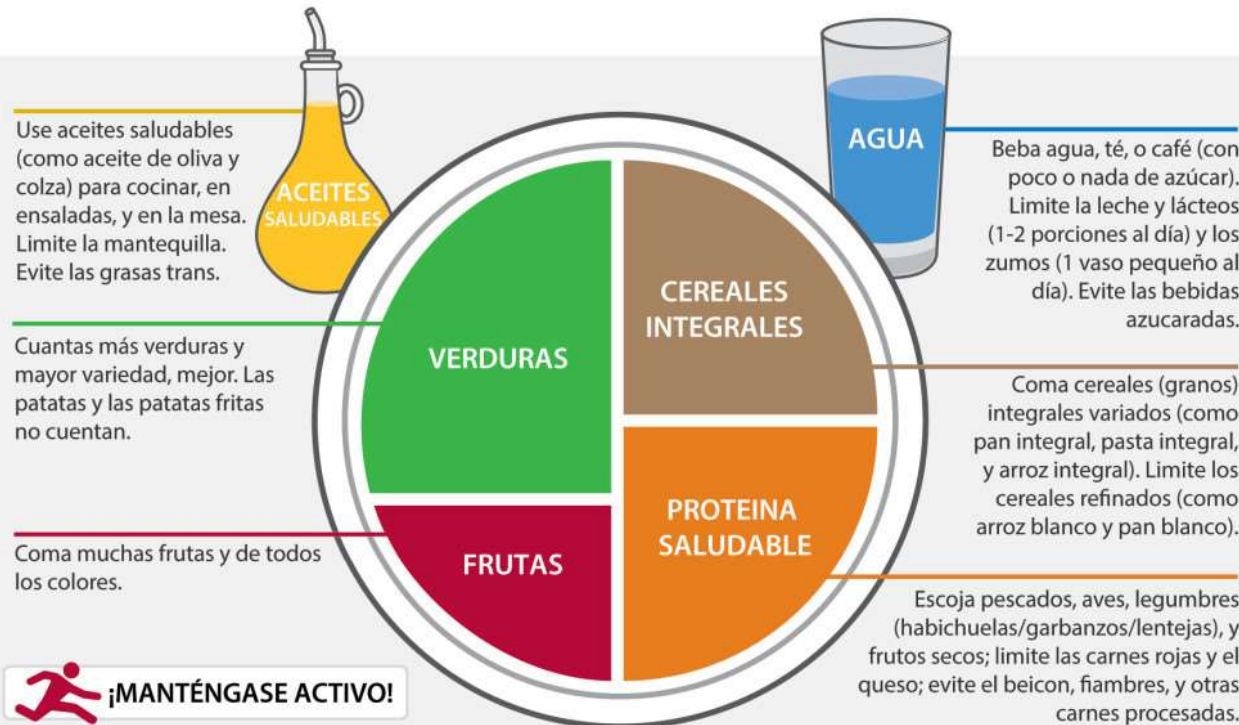 ACEITES
SALUDABLES
Use aceites saludables
(como aceite de oliva y
colza) para cocinar, en
ensaladas, y en la mesa.
Limite la mantequilla.
Evite las grasas trans.
Cuantas más verduras y
mayor variedad, mejor. Las
patatas y las patatas fritas
no cuentan.
Coma muchas frutas y de todos
los colores.
¡MANTÉNGASE ACTIVO!
VERDURAS
FRUTAS
CEREALES
INTEGRALES
PROTEINA
SALUDABLE
AGUA
Beba agua, té, o café (con
poco o nada de azúcar).
Limite la leche y lácteos
(1-2 porciones al día) y los
zumos (1 vaso pequeño al
día). Evite las bebidas
azucaradas.
Coma cereales (granos)
integrales variados (como
pan integral, pasta integral,
y arroz integral). Limite los
cereales refinados (como
arroz blanco y pan blanco).
Escoja pescados, aves, legumbres
(habichuelas/garbanzos/lentejas), y
frutos secos; limite las carnes rojas y el
queso; evite el beicon, fiambres, y otras
carnes procesadas.